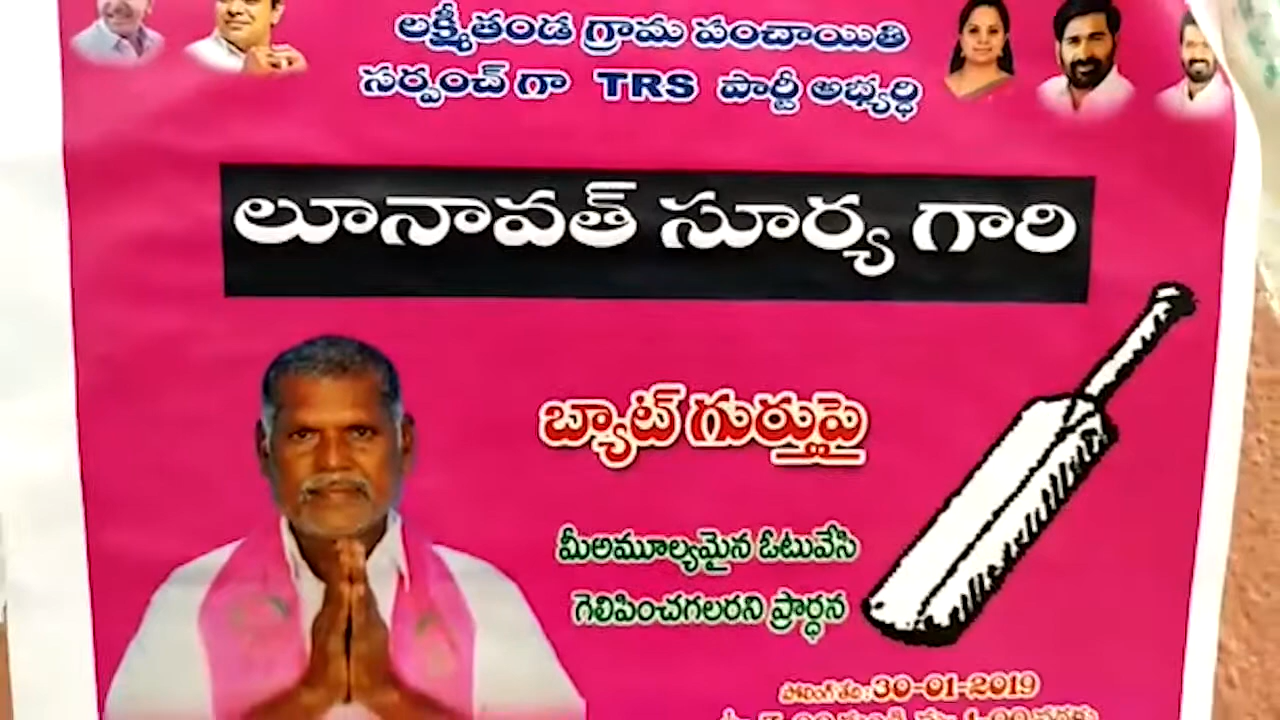 లక్ష్మీతండ గ్రామ పంచాయితి
సర్పంచ్ గా TRS పార్టీ అభ్యర్ధి
లూనావత్ సూర్య గారి
బ్యాట్ గుర్తుపై
మీఅమూల్యమైన ఓటువేసి
గెలిపించగలరని ప్రార్ధన
పోలింగ్ తేది:30-01-2019